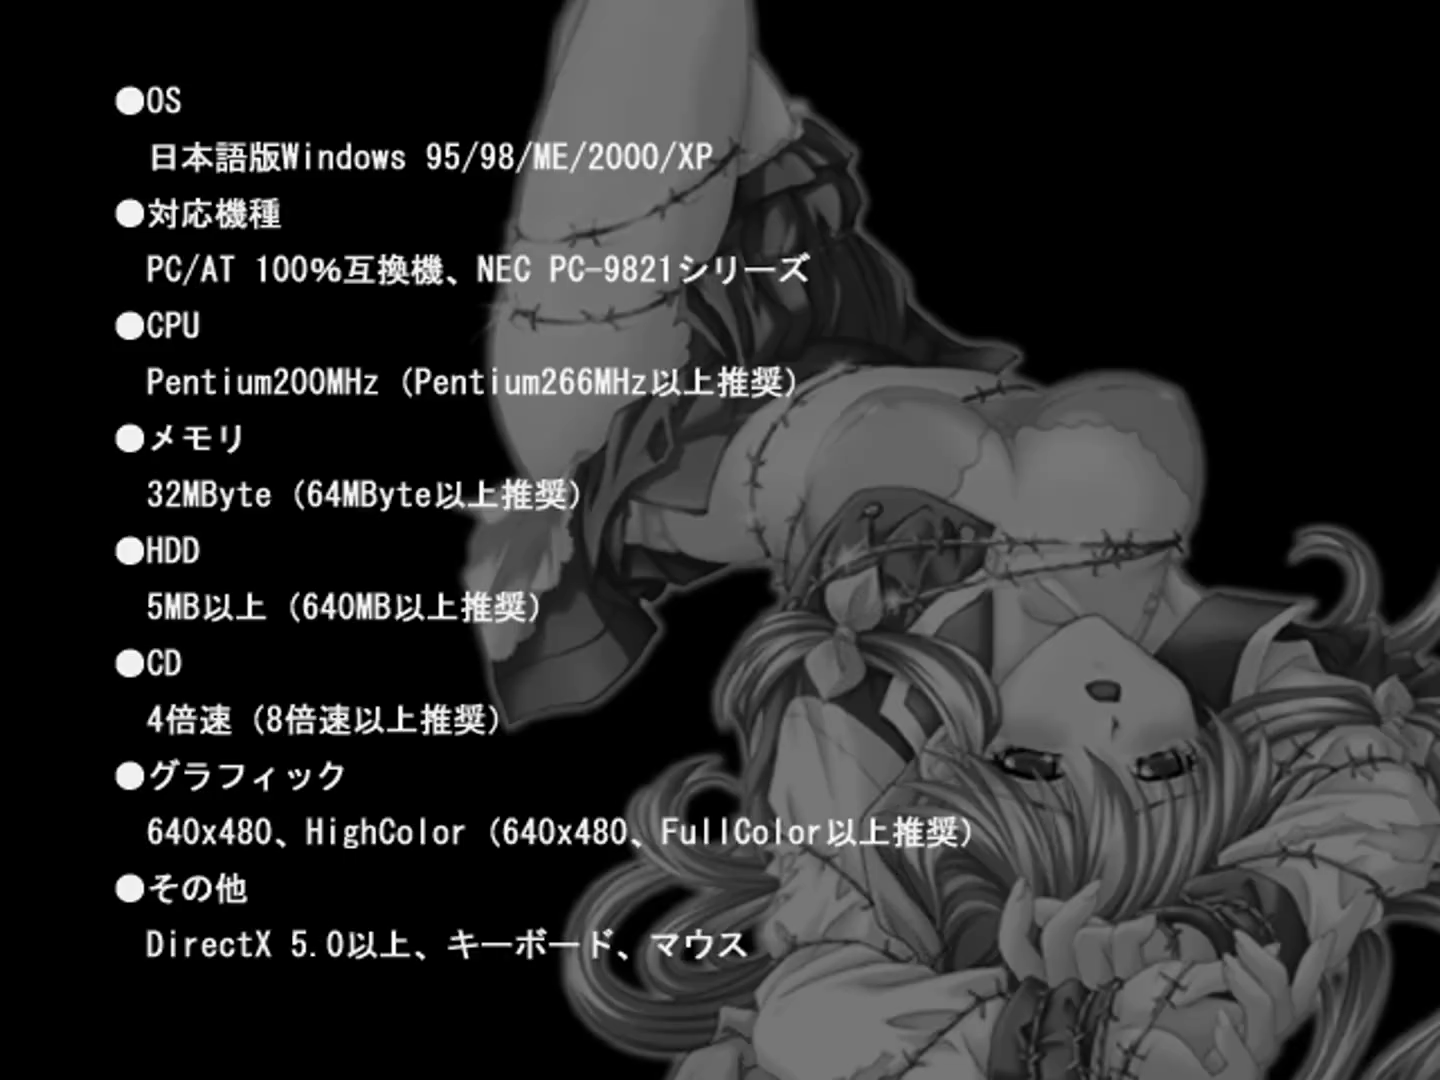 ●OS
日本語版Windows 95/98/ME/2000/XP
●対応機種
PC/AT 100%互換機、NEC PC-9821シリーズ
●CPU
Pentium200MHz (Pentium266MHz以上推奨)
●メモリ
32MByte (64MByte以上推奨)
●HDD
5MB以上 (640MB以上推奨)
●CD
4倍速 (8倍速以上推奨)
●グラフィック
640x480、HighColor (640x480、FullColor以上推奨)
●その他
DirectX 5.0以上、キーボード、マウス